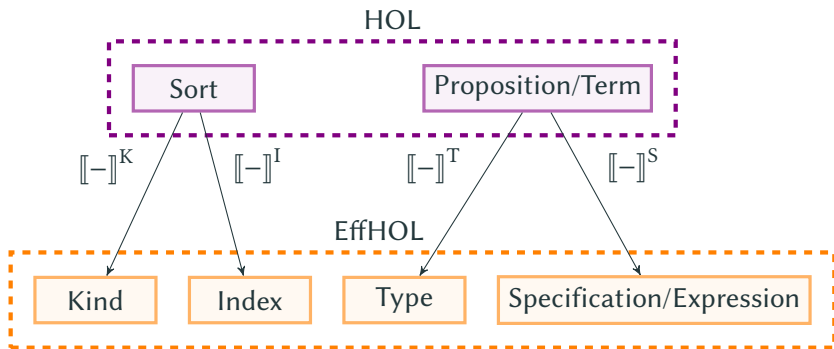 HOL
Sort
Proposition/Term
⟦−⟧ᴷ
⟦−⟧ᴵ
⟦−⟧ᵀ
⟦−⟧ˢ
EffHOL
Kind
Index
Type
Specification/Expression